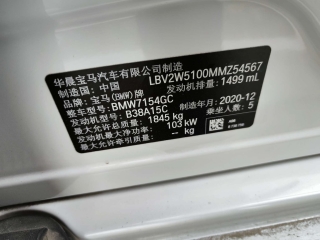 华晨宝马汽车有限公司制造
制造国：中国 LBV2W5100MMZ54567
品牌：宝马(BMW)牌 发动机排量：1499 mL
整车型号：BMW7154GC
发动机型号：B38A15C 制造年月：2020-12
最大允许总质量：1845 kg 乘坐人数：5
发动机最大净功率：103 kW
最大允许牵引质量：-- kg